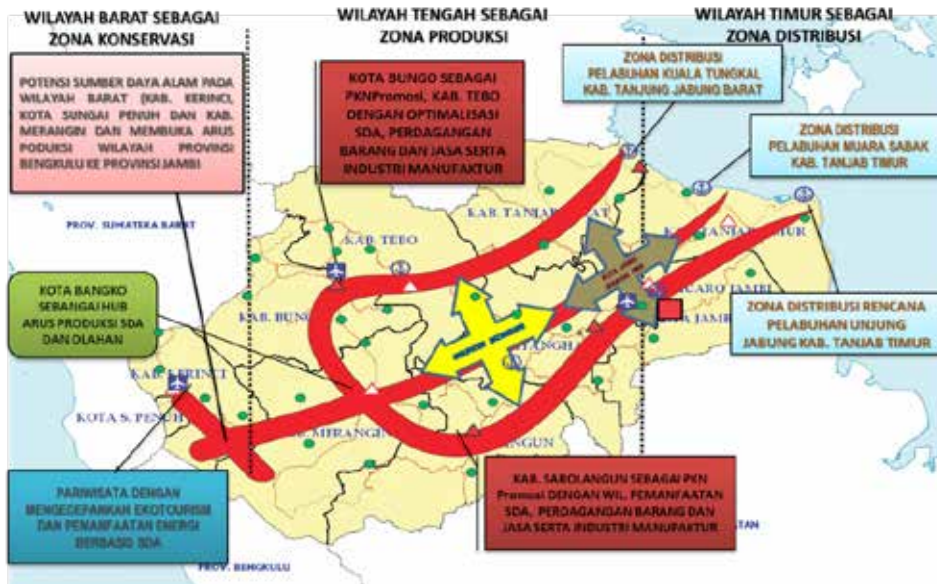 WILAYAH BARAT SEBAGAI
ZONA KONSERVASI
WILAYAH TENGAH SEBAGAI
ZONA PRODUKSI
WILAYAH TIMUR SEBAGAI
ZONA DISTRIBUSI
POTENSI SUMBER DAYA ALAM PADA
WILAYAH BARAT (KAB. KERINCI,
KOTA SUNGAI PENUH DAN KAB.
MERANGIN DAN MEMBUKA ARUS
PODUKSI WILAYAH PROVINSI
BENGKULU KE PROVINSI JAMBI
KOTA BUNGO SEBAGAI
PKNPromosi, KAB. TEBO
DENGAN OPTIMALISASI
SDA, PERDAGANGAN
BARANG DAN JASA SERTA
INDUSTRI MANUFAKTUR
ZONA DISTRIBUSI
PELABUHAN KUALA TUNGKAL
KAB. TANJUNG JABUNG BARAT
ZONA DISTRIBUSI
PELABUHAN MUARA SABAK
KAB. TANJAB TIMUR
PROV. SUMATERA BARAT
KAB. TEBO
KAB. TANJAB
KOTA BANGKO
SEBANGAI HUB
ARUS PRODUKSI SDA
DAN OLAHAN
KAB. BUNGO
MUARO JAMBI
JAMBI
ZONA DISTRIBUSI RENCANA
PELABUHAN UNJUNG
JABUNG KAB. TANJAB TIMUR
KAB. KERINCI
KOTA S. PENUH
MERANGIN
PARIWISATA DENGAN
MENGEDEPANKAN EKOTOURISM
DAN PEMANFAATAN ENERGI
BERBASIS SDA
KAB. SAROLANGUN SEBAGAI PKN
Promosi DENGAN WIL. PEMANFAATAN
SDA, PERDAGANGAN BARANG DAN
JASA SERTA INDUSTRI MANUFAKTUR
PROV. BENGKULU